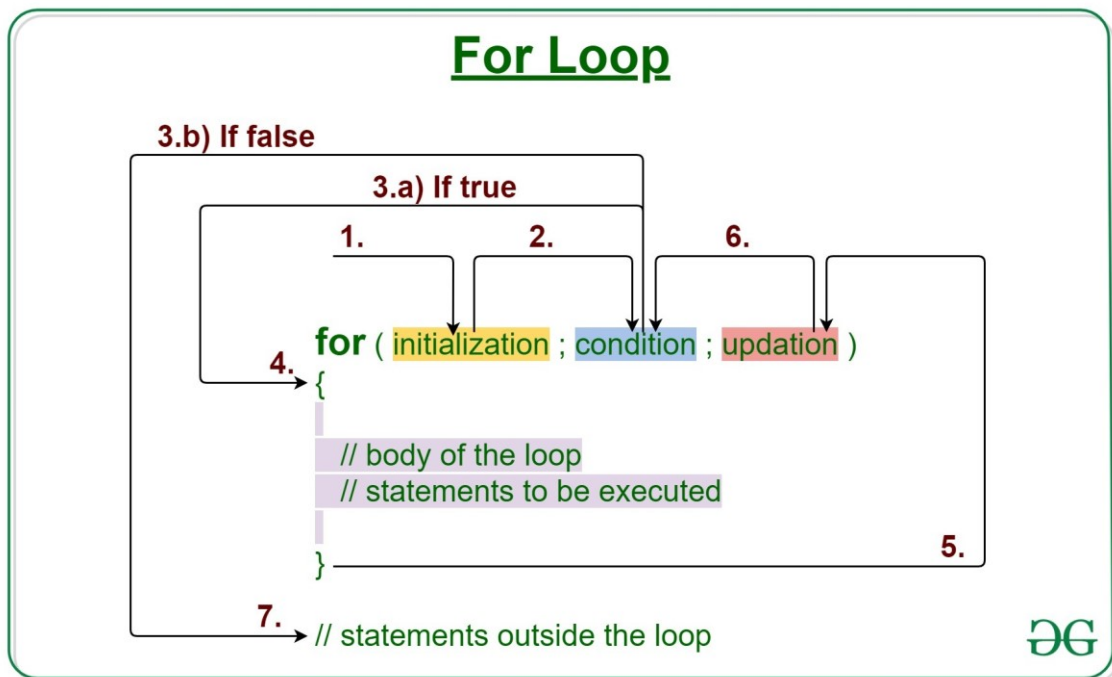 For Loop
3.b) If false
3.a) If true
1. 2. 6.
for ( initialization ; condition ; updation )
4. {
// body of the loop
// statements to be executed
5.
}
7. // statements outside the loop
GG